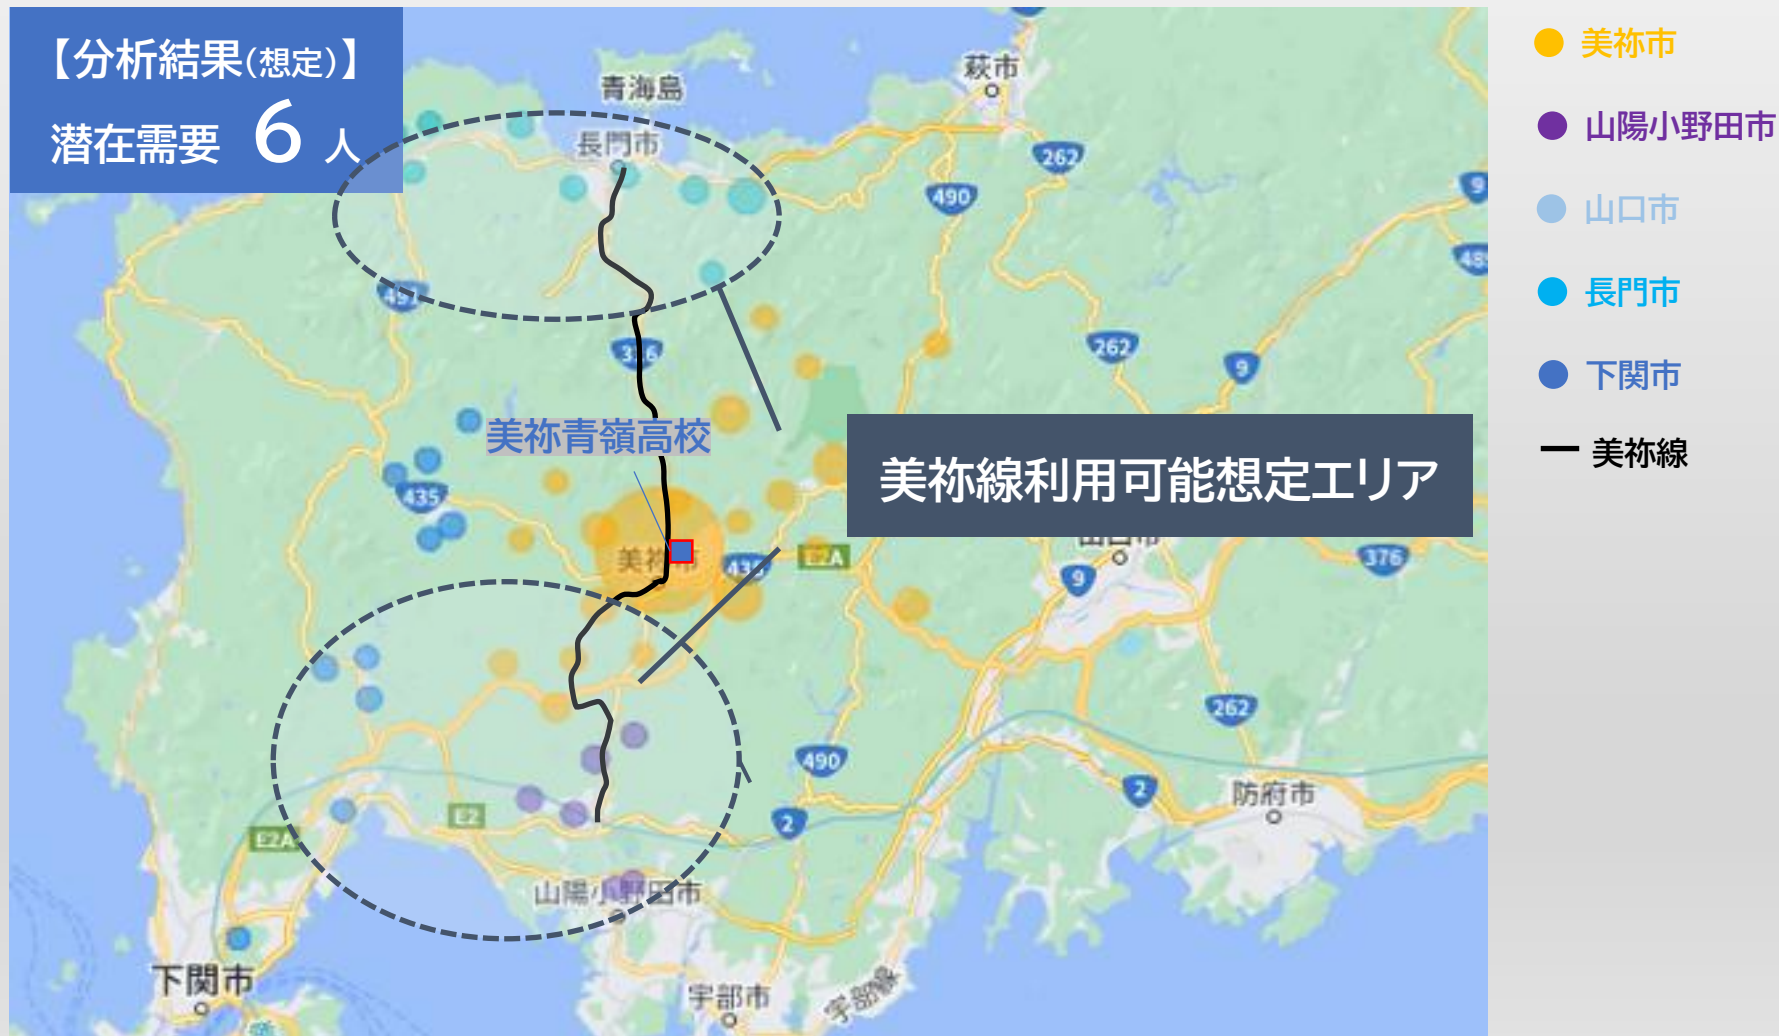 【分析結果(想定)】
潜在需要 6 人
青海島
萩市
長門市
262
490
9
491
316
262
9
美祢青嶺高校
435
美祢線利用可能想定エリア
美祢市
435
E2A
9
376
262
490
2
2
防府市
E2
E2A
山陽小野田市
下関市
宇部市
宇部線
美祢市
山陽小野田市
山口市
長門市
下関市
美祢線